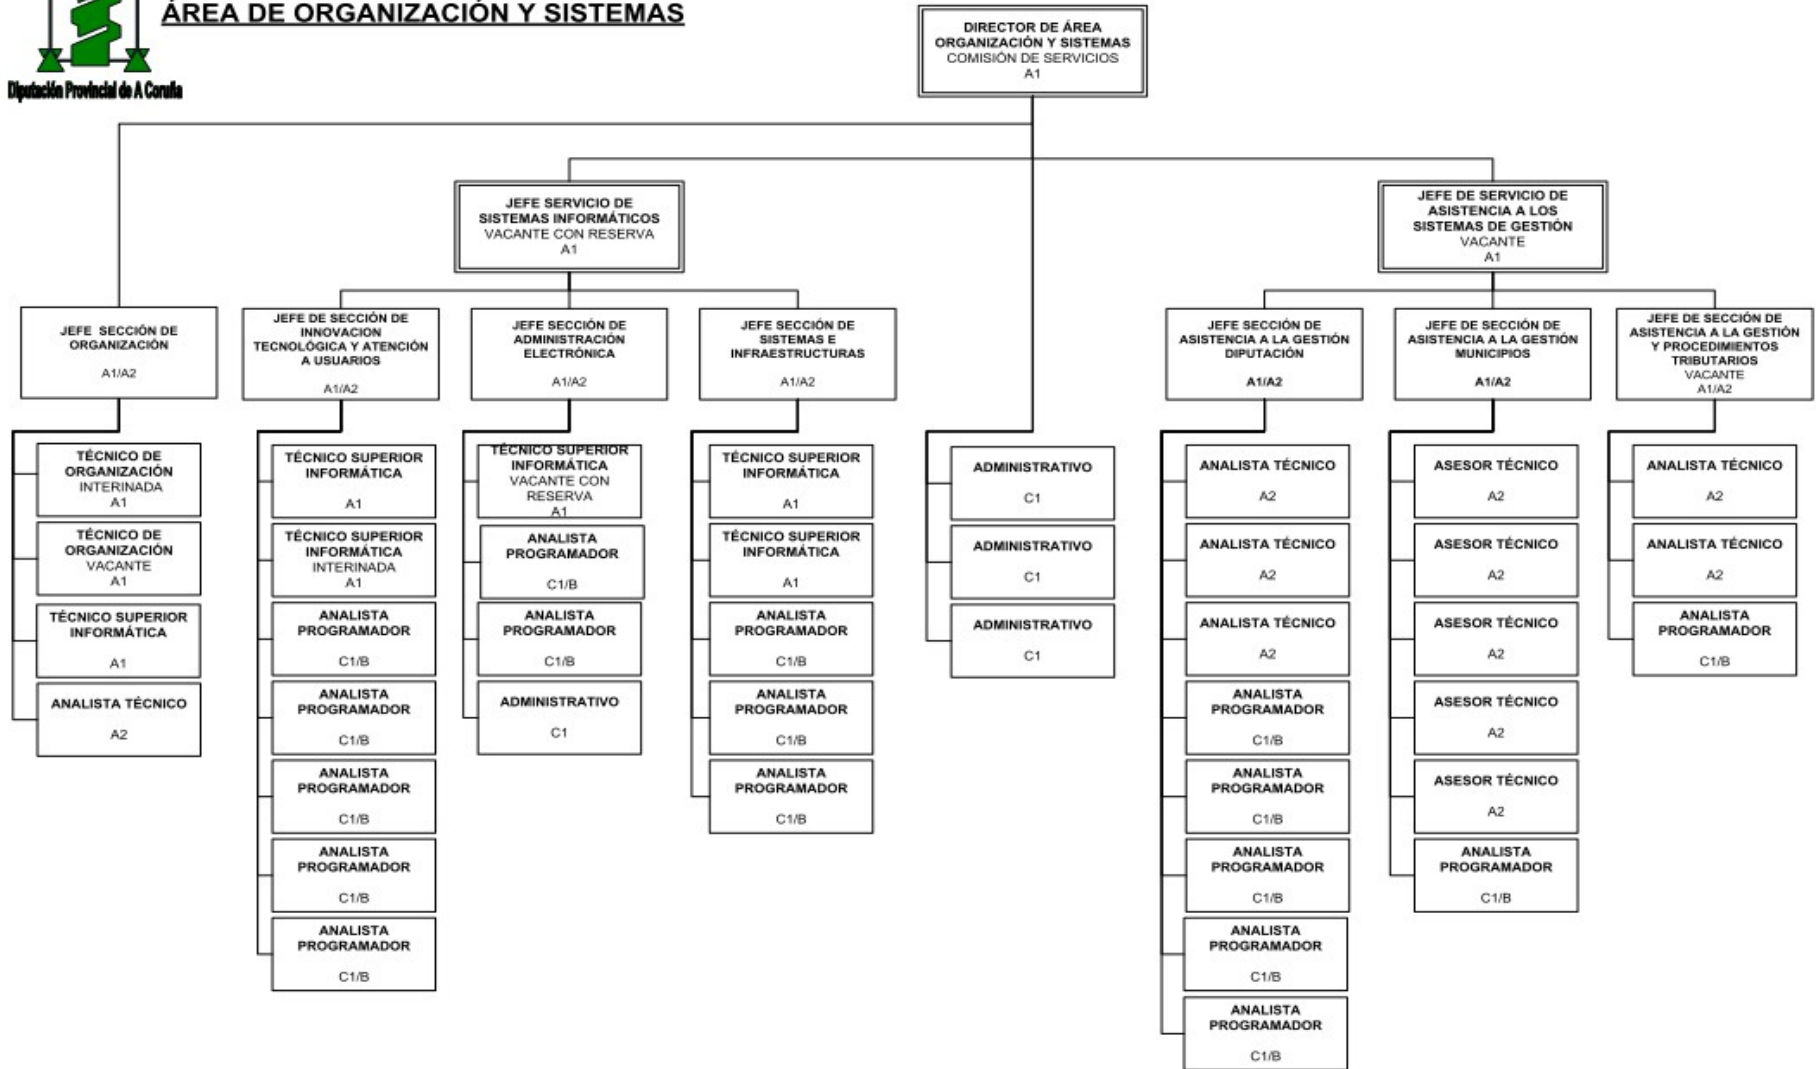 ÁREA DE ORGANIZACIÓN Y SISTEMAS
Diputación Provincial de A Coruña
DIRECTOR DE ÁREA
ORGANIZACIÓN Y SISTEMAS
COMISIÓN DE SERVICIOS
A1
JEFE SERVICIO DE
SISTEMAS INFORMÁTICOS
VACANTE CON RESERVA
A1
JEFE DE SERVICIO DE
ASISTENCIA A LOS
SISTEMAS DE GESTIÓN
VACANTE
A1
JEFE SECCIÓN DE
ORGANIZACIÓN
A1/A2
TÉCNICO DE
ORGANIZACIÓN
INTERINADA
A1
TÉCNICO DE
ORGANIZACIÓN
VACANTE
A1
TÉCNICO SUPERIOR
INFORMÁTICA
A1
ANALISTA TÉCNICO
A2
JEFE DE SECCIÓN DE
INNOVACION
TECNOLÓGICA Y ATENCIÓN
A USUARIOS
A1/A2
TÉCNICO SUPERIOR
INFORMÁTICA
A1
TÉCNICO SUPERIOR
INFORMÁTICA
INTERINADA
A1
ANALISTA
PROGRAMADOR
C1/B
ANALISTA
PROGRAMADOR
C1/B
ANALISTA
PROGRAMADOR
C1/B
ANALISTA
PROGRAMADOR
C1/B
ANALISTA
PROGRAMADOR
C1/B
JEFE SECCIÓN DE
ADMINISTRACIÓN
ELECTRÓNICA
A1/A2
TÉCNICO SUPERIOR
INFORMÁTICA
VACANTE CON
RESERVA
A1
ANALISTA
PROGRAMADOR
C1/B
ANALISTA
PROGRAMADOR
C1/B
ADMINISTRATIVO
C1
JEFE SECCIÓN DE
SISTEMAS E
INFRAESTRUCTURAS
A1/A2
TÉCNICO SUPERIOR
INFORMÁTICA
A1
TÉCNICO SUPERIOR
INFORMÁTICA
A1
ANALISTA
PROGRAMADOR
C1/B
ANALISTA
PROGRAMADOR
C1/B
ANALISTA
PROGRAMADOR
C1/B
ADMINISTRATIVO
C1
ADMINISTRATIVO
C1
ADMINISTRATIVO
C1
JEFE SECCIÓN DE
ASISTENCIA A LA GESTIÓN
DIPUTACIÓN
A1/A2
ANALISTA TÉCNICO
A2
ANALISTA TÉCNICO
A2
ANALISTA TÉCNICO
A2
ANALISTA
PROGRAMADOR
C1/B
ANALISTA
PROGRAMADOR
C1/B
ANALISTA
PROGRAMADOR
C1/B
ANALISTA
PROGRAMADOR
C1/B
ANALISTA
PROGRAMADOR
C1/B
JEFE DE SECCIÓN DE
ASISTENCIA A LA GESTIÓN
MUNICIPIOS
A1/A2
ASESOR TÉCNICO
A2
ASESOR TÉCNICO
A2
ASESOR TÉCNICO
A2
ASESOR TÉCNICO
A2
ASESOR TÉCNICO
A2
ANALISTA
PROGRAMADOR
C1/B
JEFE DE SECCIÓN DE
ASISTENCIA A LA GESTIÓN
Y PROCEDIMIENTOS
TRIBUTARIOS
VACANTE
A1/A2
ANALISTA TÉCNICO
A2
ANALISTA TÉCNICO
A2
ANALISTA
PROGRAMADOR
C1/B